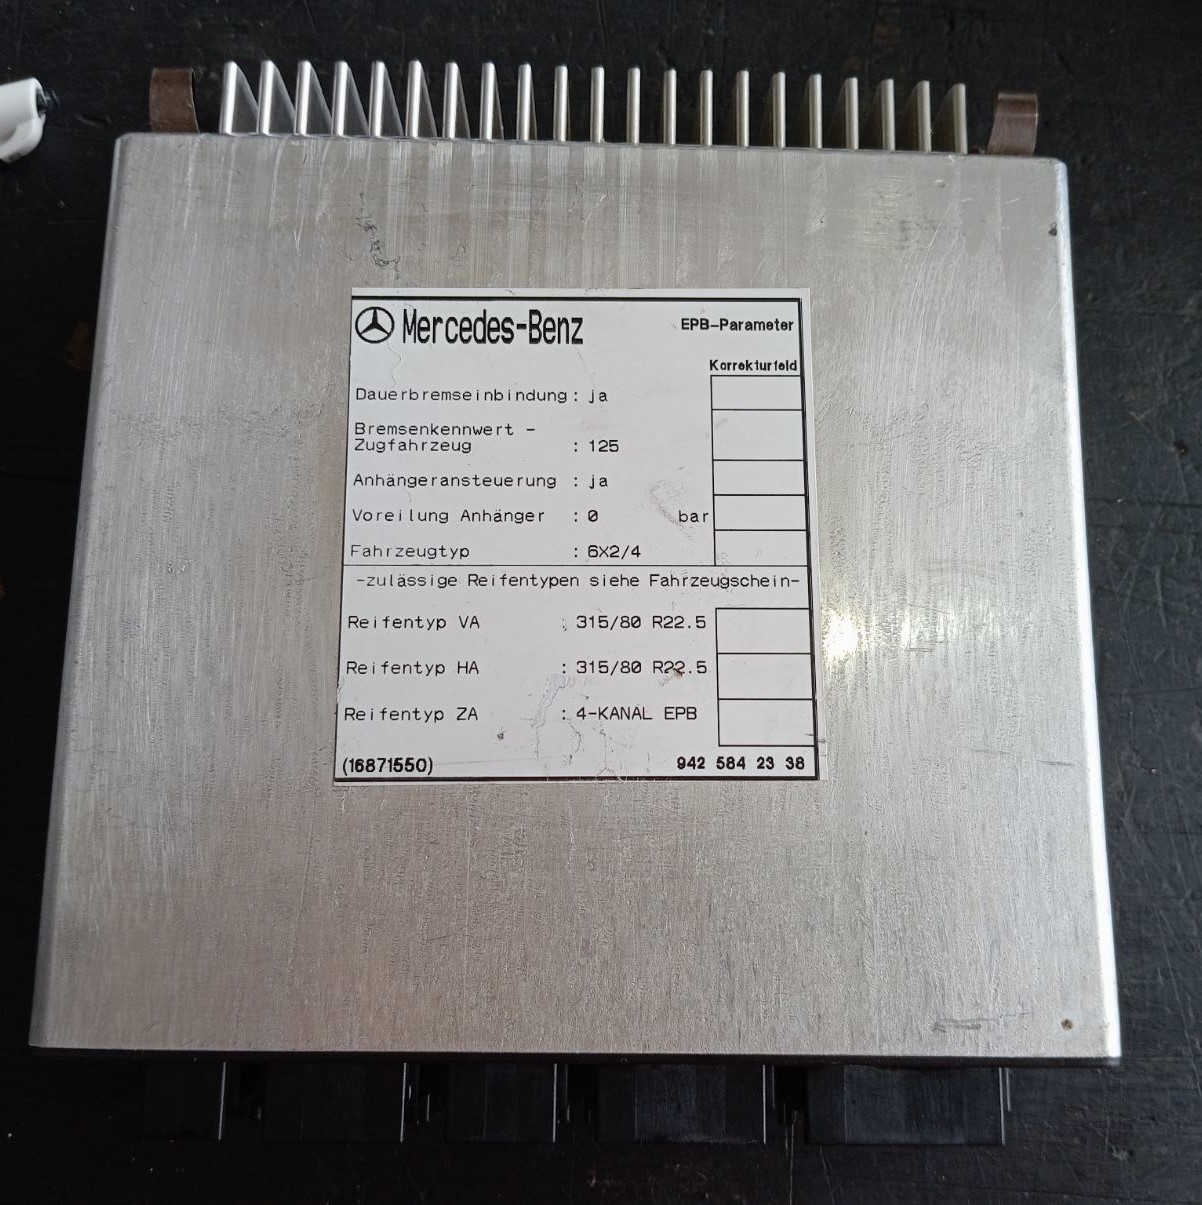 Mercedes-Benz EPB-Parameter
Korrekturfeld
Dauerbremseinbindung : ja
Bremsenkennwert -
Zugfahrzeug : 125
Anhängeransteuerung : ja
Voreilung Anhänger : 0 bar
Fahrzeugtyp : 6X2/4
-zulässige Reifentypen siehe Fahrzeugschein-
Reifentyp VA : 315/80 R22.5
Reifentyp HA : 315/80 R22.5
Reifentyp ZA : 4-KANAL EPB
(16871550) 942 584 23 38